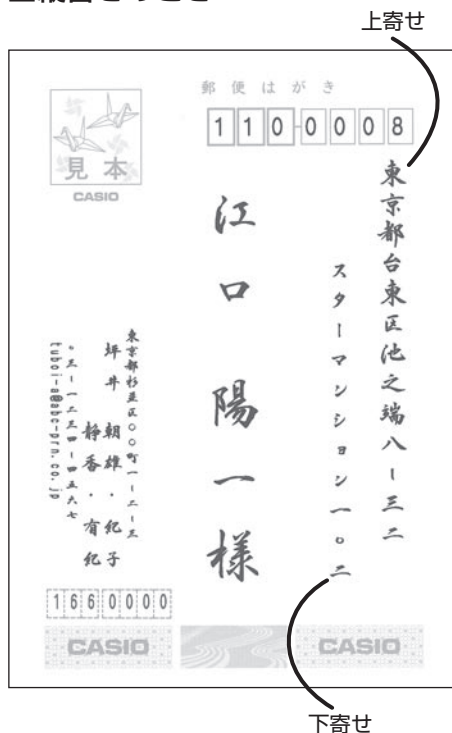 上寄せ
郵便はがき
110-0008
見本
CASIO
東京都台東区池之端八ー三二
スターマンション一〇二
江口 陽一様
東京都杉並区〇〇町一ー二ー三
坪井 朝雄・紀子
静香・有紀
〇三ー一二三四ー四五六七
tuboi-a@abc-prn.co.jp
1660000
CASIO
CASIO
下寄せ